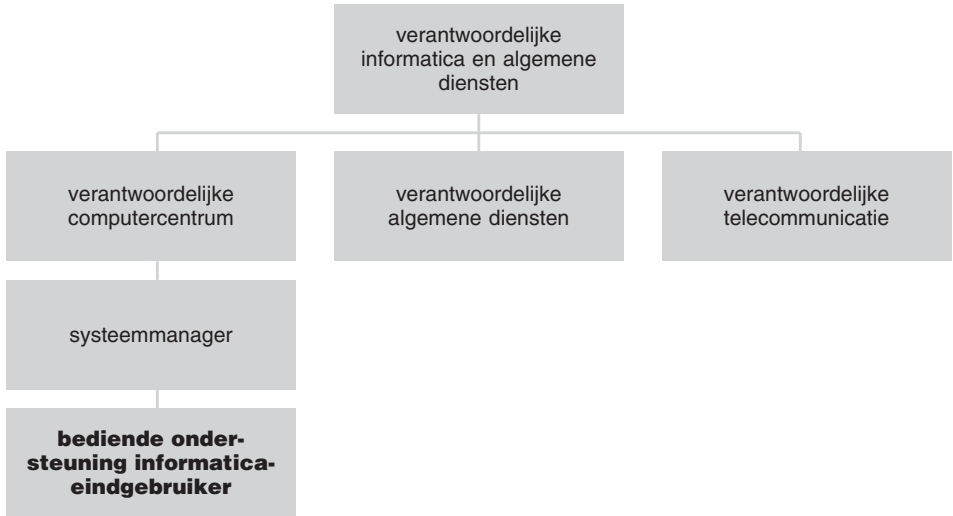 verantwoordelijke
informatica en algemene
diensten
verantwoordelijke
computercentrum
verantwoordelijke
algemene diensten
verantwoordelijke
telecommunicatie
systeemmanager
bediende onder-
steuning informatica-
eindgebruiker